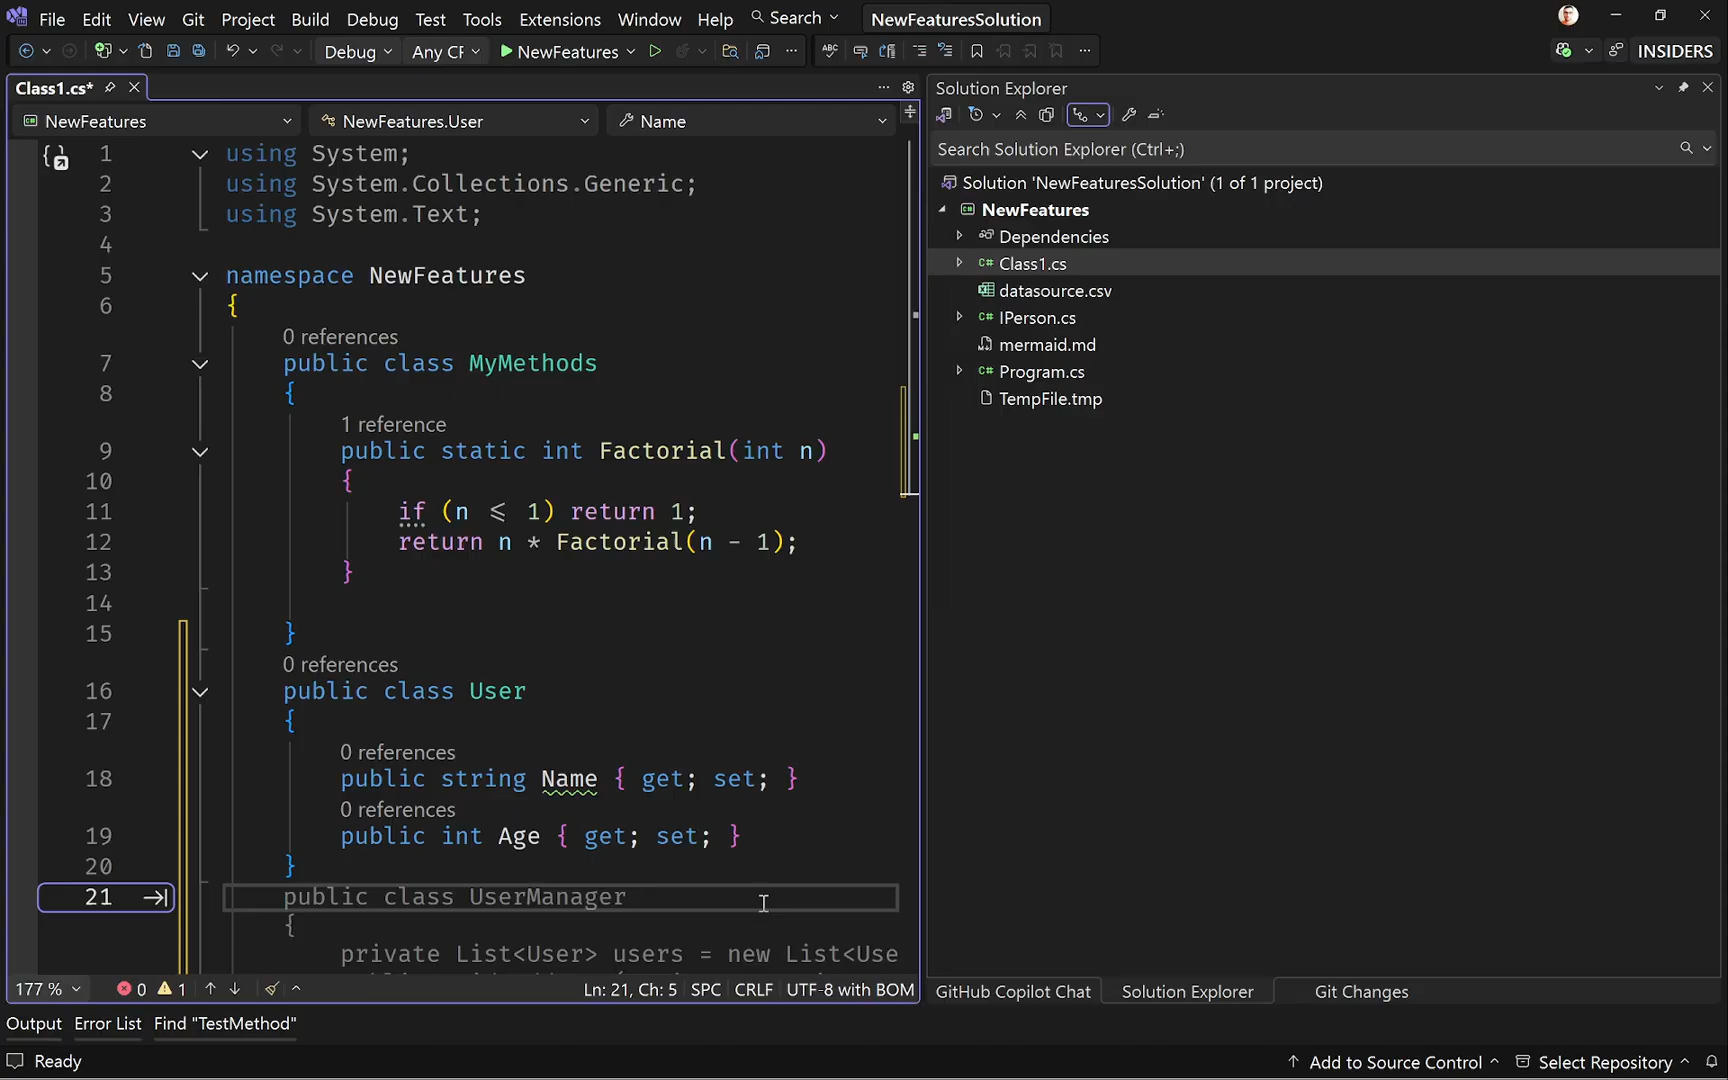 File Edit View Git Project Build Debug Test Tools Extensions Window Help Search NewFeaturesSolution
Debug Any CF NewFeatures INSIDERS
Class1.cs*
NewFeatures NewFeatures.User Name
1 using System;
2 using System.Collections.Generic;
3 using System.Text;
4
5 namespace NewFeatures
6 {
0 references
7 public class MyMethods
8 {
1 reference
9 public static int Factorial(int n)
10 {
11 if (n ≤ 1) return 1;
12 return n * Factorial(n - 1);
13 }
14
15 }
0 references
16 public class User
17 {
0 references
18 public string Name { get; set; }
0 references
19 public int Age { get; set; }
20 }
21 public class UserManager
{
private List<User> users = new List<Use
177 % 0 1 Ln: 21, Ch: 5 SPC CRLF UTF-8 with BOM
Solution Explorer
Search Solution Explorer (Ctrl+;)
Solution 'NewFeaturesSolution' (1 of 1 project)
NewFeatures
Dependencies
C# Class1.cs
datasource.csv
C# IPerson.cs
mermaid.md
C# Program.cs
TempFile.tmp
GitHub Copilot Chat Solution Explorer Git Changes
Output Error List Find "TestMethod"
Ready Add to Source Control Select Repository